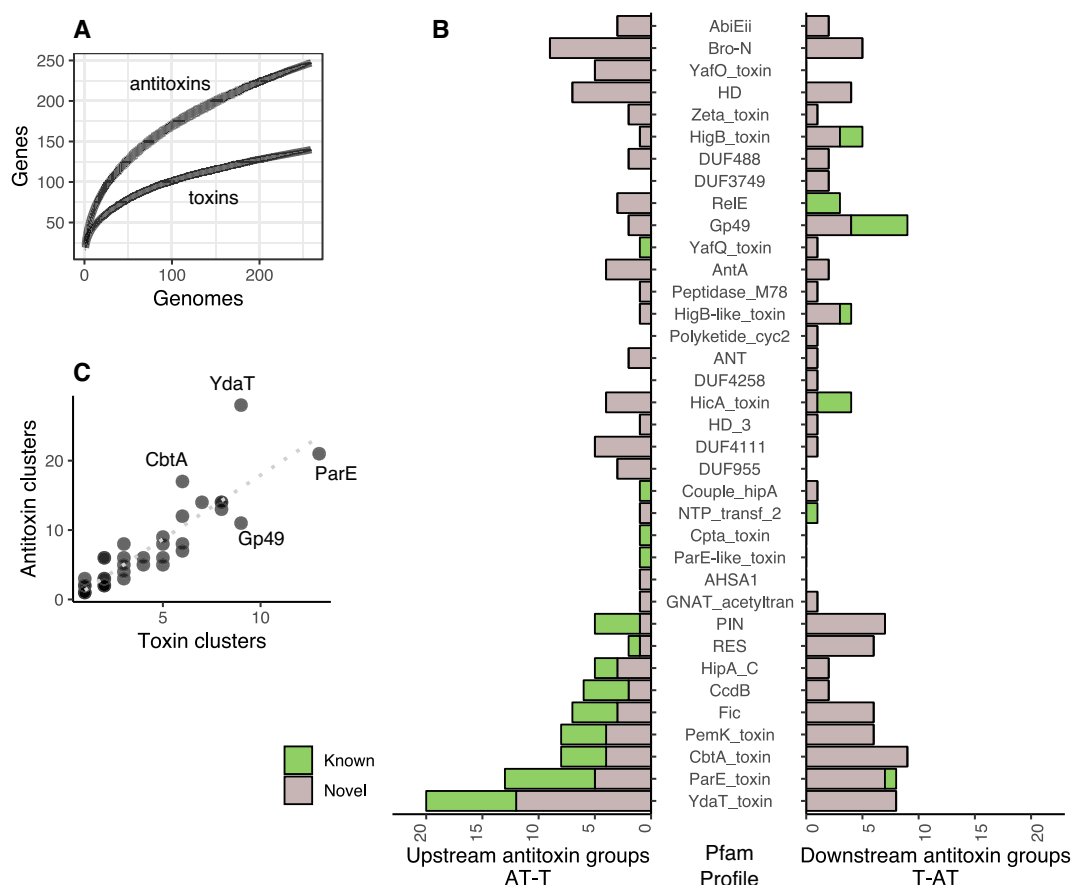 A
250
200
150
100
50
antitoxins
toxins
Genes
0
100
200
Genomes
B
AbiEii
Bro-N
YafO_toxin
HD
Zeta_toxin
HigB_toxin
DUF488
DUF3749
RelE
Gp49
YafQ_toxin
AntA
Peptidase_M78
HigB-like_toxin
Polyketide_cyc2
ANT
DUF4258
HicA_toxin
HD_3
DUF4111
DUF955
Couple_hipA
NTP_transf_2
Cpta_toxin
ParE-like_toxin
AHSA1
GNAT_acetyltran
PIN
RES
HipA_C
CcdB
Fic
PemK_toxin
CbtA_toxin
ParE_toxin
YdaT_toxin
20
15
10
5
0
Upstream antitoxin groups
AT-T
Pfam
Profile
0
5
10
15
20
Downstream antitoxin groups
T-AT
Known
Novel
C
YdaT
CbtA
ParE
Gp49
20
10
0
Antitoxin clusters
5
10
Toxin clusters